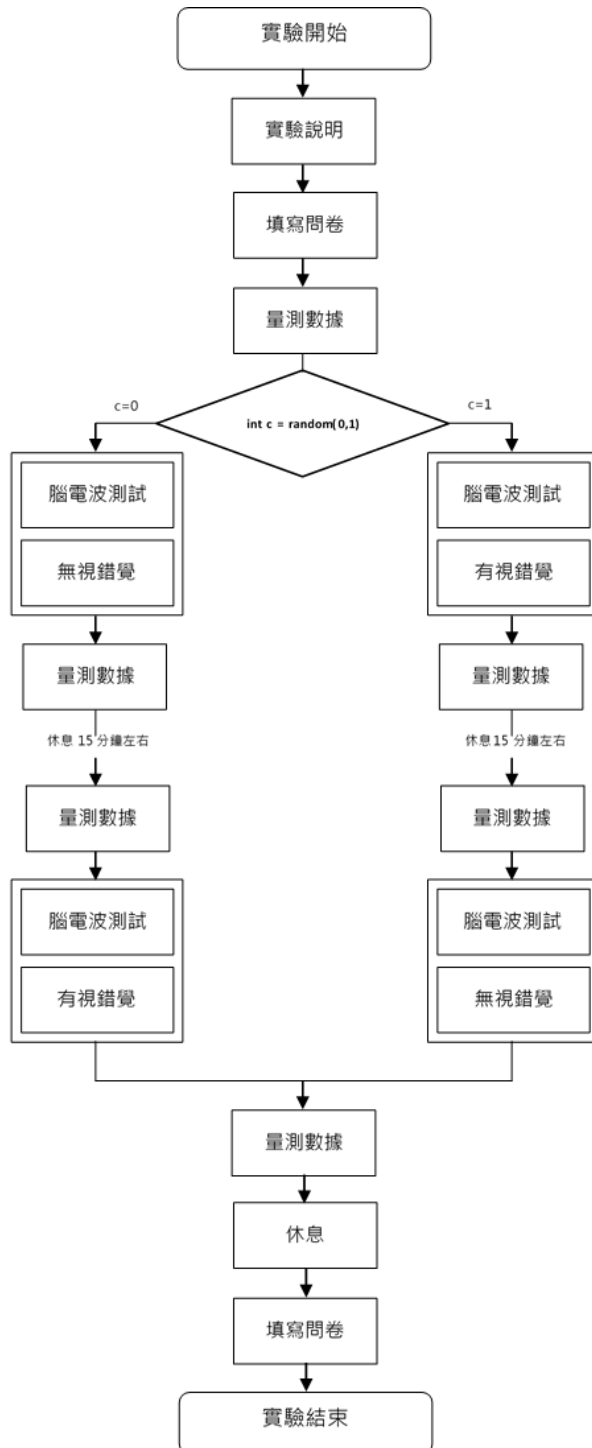 實驗開始
實驗說明
填寫問卷
量測數據
int c = random(0,1)
c=0
腦電波測試
無視錯覺
量測數據
休息 15 分鐘左右
量測數據
腦電波測試
有視錯覺
c=1
腦電波測試
有視錯覺
量測數據
休息15 分鐘左右
量測數據
腦電波測試
無視錯覺
量測數據
休息
填寫問卷
實驗結束